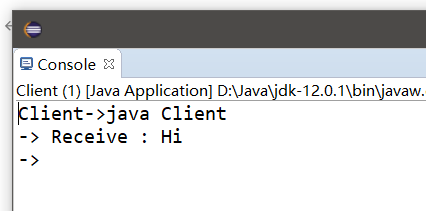 Console
Client (1) [Java Application] D:\Java\jdk-12.0.1\bin\javaw.
Client->java Client
-> Receive : Hi
->